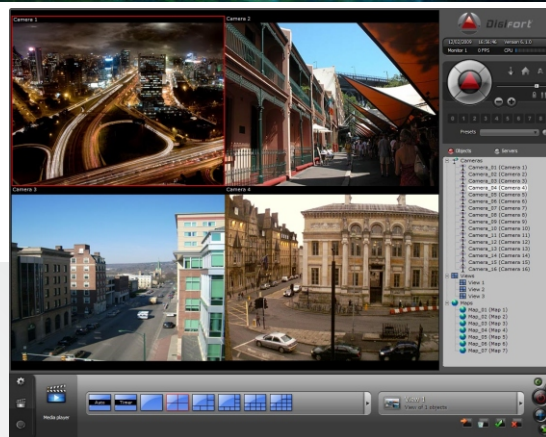 Camera 1
Camera 2
Camera 3
Camera 4
Digifort
Monitor 1
0 FPS
CPU
Presets
Objects
Servers
Cameras
Camera_01 (Camera 1)
Camera_02 (Camera 2)
Camera_03 (Camera 3)
Camera_04 (Camera 4)
Camera_05 (Camera 5)
Camera_06 (Camera 6)
Camera_07 (Camera 7)
Camera_08 (Camera 8)
Camera_09 (Camera 9)
Camera_10 (Camera 10)
Camera_11 (Camera 11)
Camera_12 (Camera 12)
Camera_13 (Camera 13)
Camera_14 (Camera 14)
Camera_15 (Camera 15)
Camera_16 (Camera 16)
Views
View 1
View 2
View 3
Maps
Map_01 (Map 1)
Map_02 (Map 2)
Map_03 (Map 3)
Map_04 (Map 4)
Map_05 (Map 5)
Map_06 (Map 6)
Map_07 (Map 7)
Media player
Auto
View 1